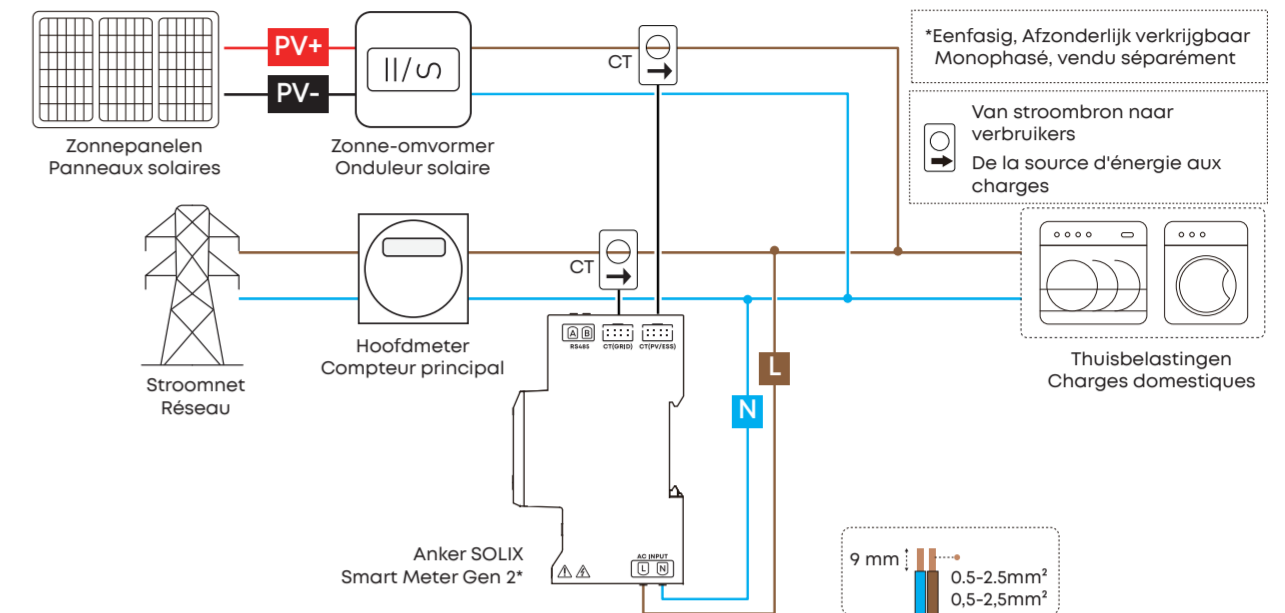 PV+
PV-
CT
*Eenfasig, Afzonderlijk verkrijgbaar
Monophasé, vendu séparément
Van stroombron naar
verbruikers
De la source d'énergie aux
charges
Zonnepanelen
Panneaux solaires
Zonne-omvormer
Onduleur solaire
CT
Hoofdmeter
Compteur principal
Stroomnet
Réseau
A B
RS485
CT(GRID)
CT(PV/ESS)
L
N
Thuisbelastingen
Charges domestiques
Anker SOLIX
Smart Meter Gen 2*
AC INPUT
L N
9 mm
0.5-2.5mm²
0,5-2,5mm²